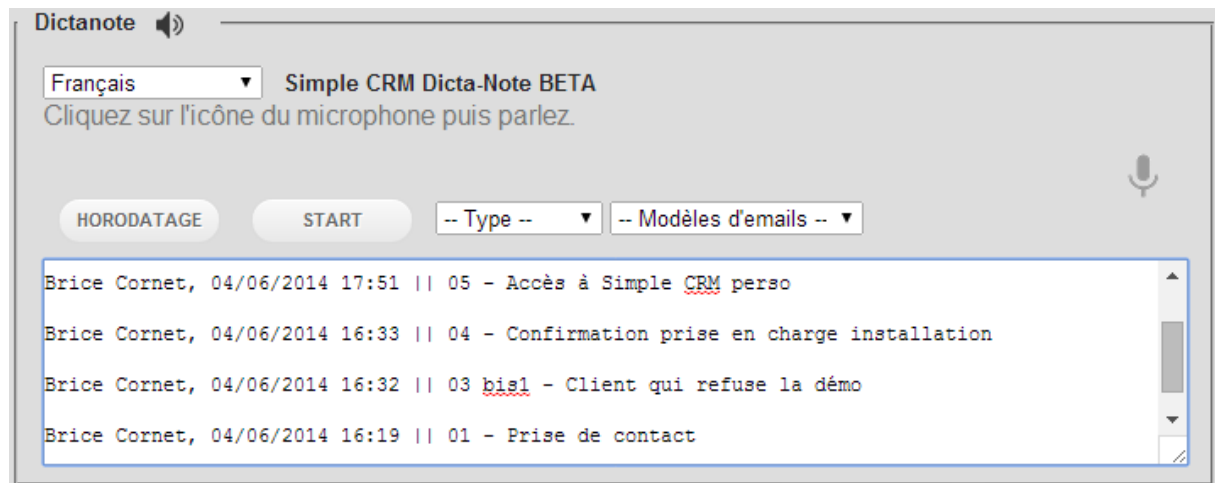 Dictanote
Français Simple CRM Dicta-Note BETA
Cliquez sur l'icône du microphone puis parlez.
HORODATAGE START -- Type -- -- Modèles d'emails --
Brice Cornet, 04/06/2014 17:51 || 05 - Accès à Simple CRM perso
Brice Cornet, 04/06/2014 16:33 || 04 - Confirmation prise en charge installation
Brice Cornet, 04/06/2014 16:32 || 03 bis1 - Client qui refuse la démo
Brice Cornet, 04/06/2014 16:19 || 01 - Prise de contact